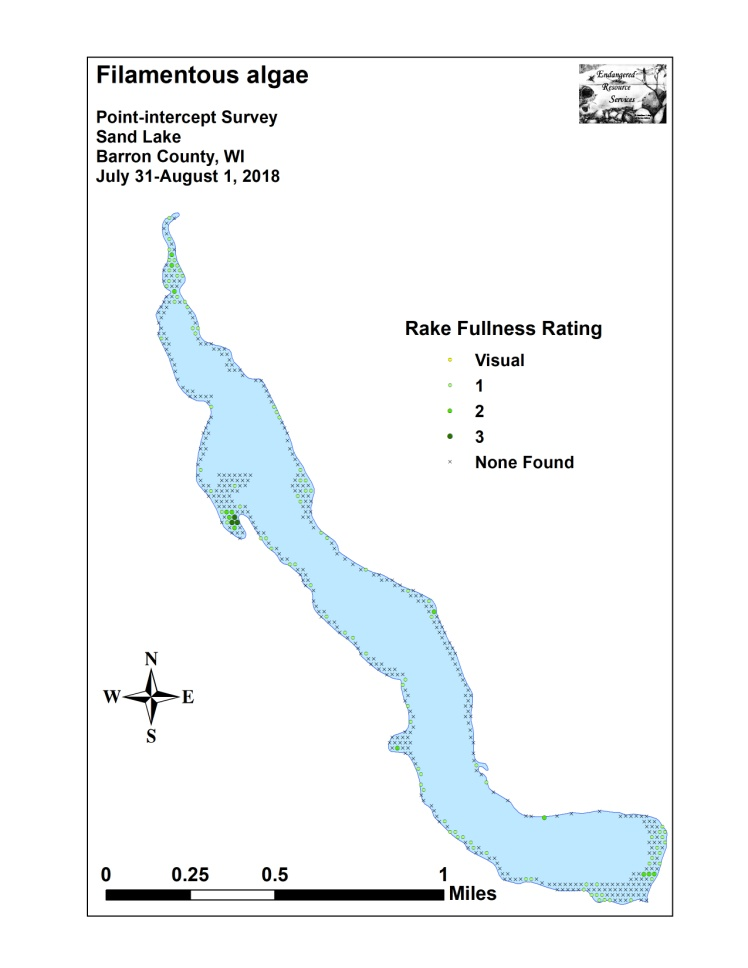 Filamentous algae
Point-intercept Survey
Sand Lake
Barron County, WI
July 31-August 1, 2018
Endangered
Resource
Services
Rake Fullness Rating
Visual
1
2
3
None Found
N
W E
S
0 0.25 0.5 1
Miles